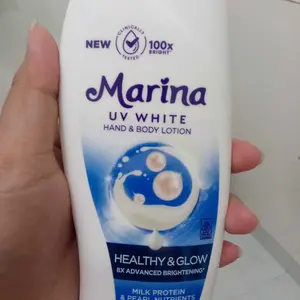 NEW
CLINICALLY TESTED
100x
BRIGHT*
Marina
UV WHITE
HAND & BODY LOTION
HEALTHY & GLOW
8X ADVANCED BRIGHTENING*
MILK PROTEIN
& PEARL NUTRIENTS